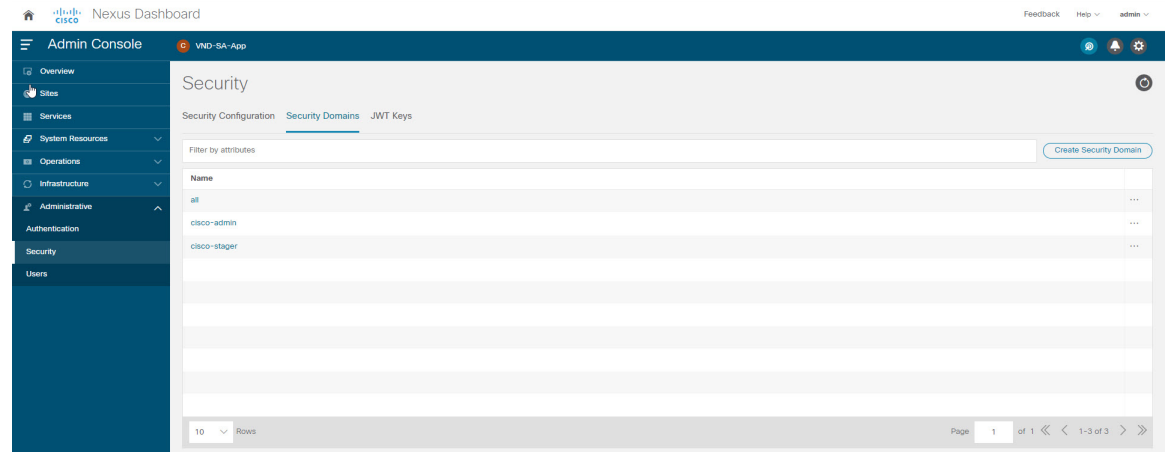 CISCO Nexus Dashboard
Feedback Help admin
Admin Console
C VND-SA-App
Overview
Sites
Services
System Resources
Operations
Infrastructure
Administrative
Authentication
Security
Users
Security
Security Configuration Security Domains JWT Keys
Filter by attributes
Create Security Domain
Name
all
cisco-admin
cisco-stager
10 Rows
Page 1 of 1 1-3 of 3